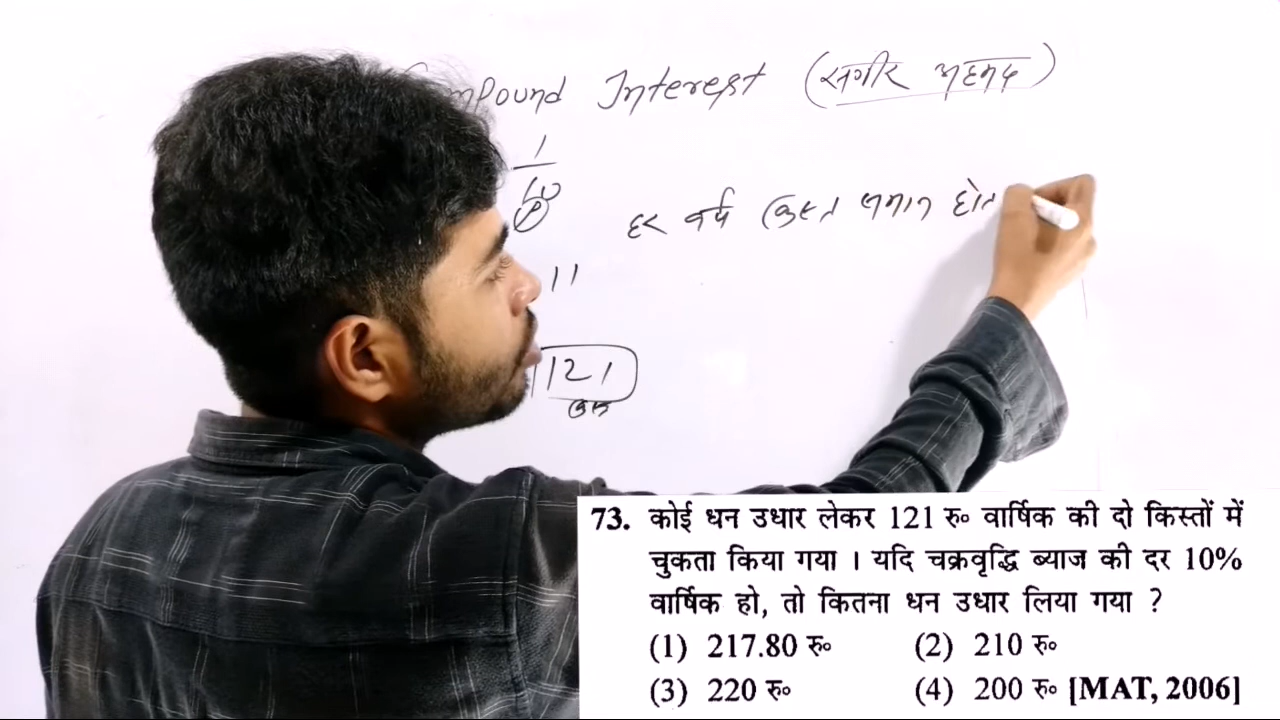 Compound Interest (सगीर अहमद)
1
10
P
हर वर्ष किस्त समान होत
11
121
73. कोई धन उधार लेकर 121 रु० वार्षिक की दो किस्तों में
चुकता किया गया । यदि चक्रवृद्धि ब्याज की दर 10%
वार्षिक हो, तो कितना धन उधार लिया गया ?
(1) 217.80 रु० (2) 210 रु०
(3) 220 रु० (4) 200 रु० [MAT, 2006]